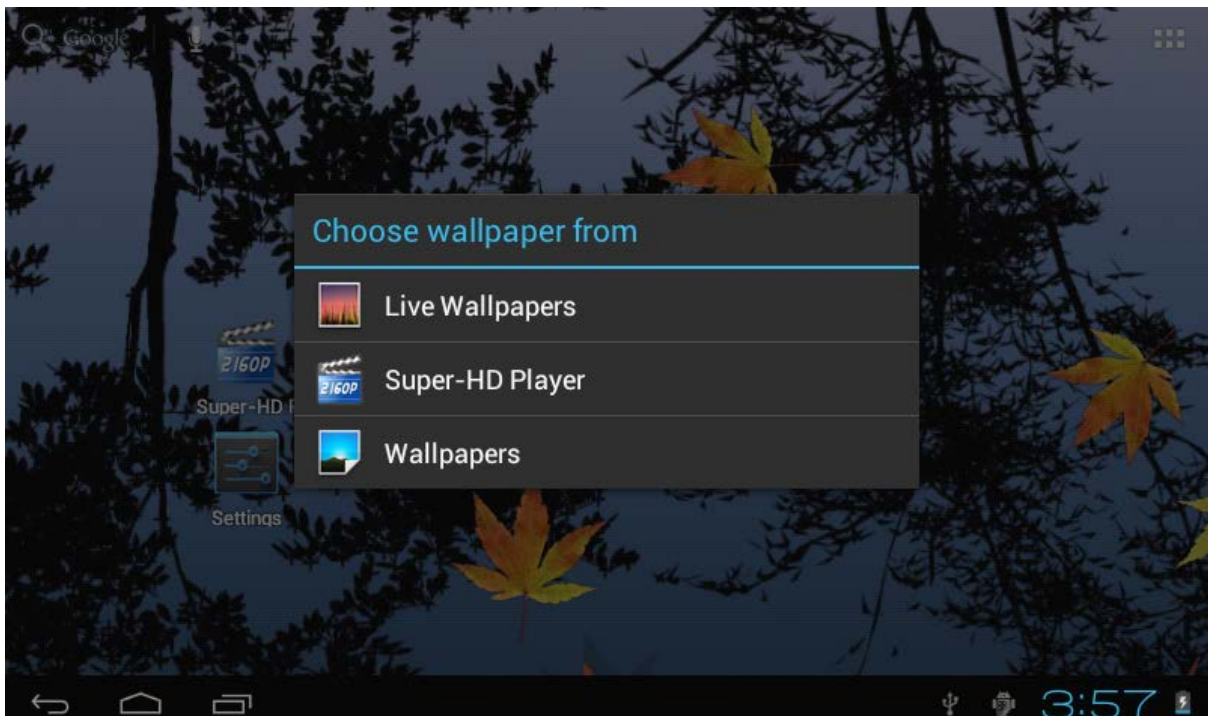 Google
Choose wallpaper from
Live Wallpapers
2160P
Super-HD Player
2160P
Super-HD
Wallpapers
Settings
3:57